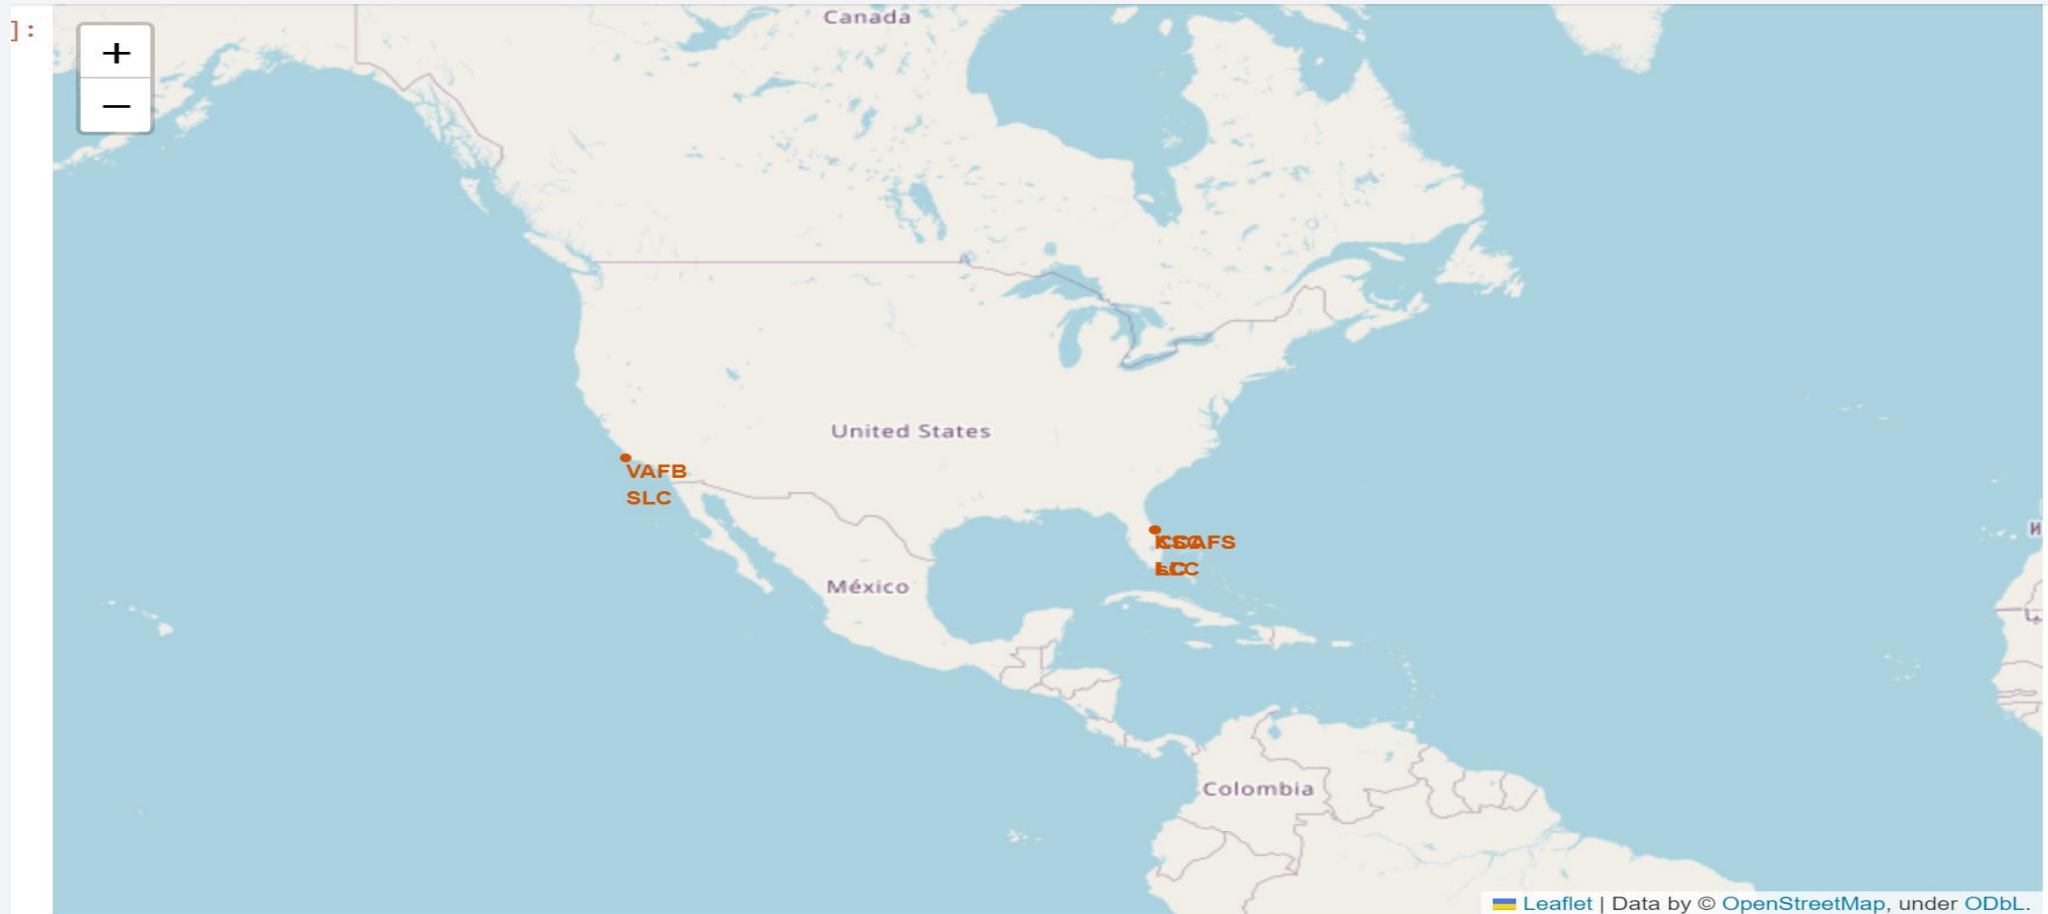 ]:
+
−
Canada
United States
VAFB
SLC
México
Colombia
Leaflet | Data by © OpenStreetMap, under ODbL.